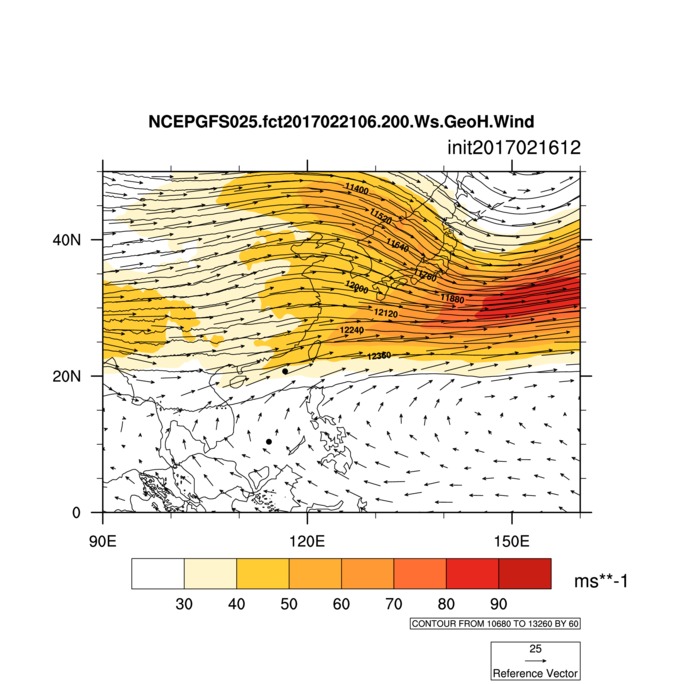 NCEPGFS025.fct2017022106.200.Ws.GeoH.Wind
init2017021612
11400
11520
11640
11760
11880
12000
12120
12240
12360
40N
20N
0
90E 120E 150E
30 40 50 60 70 80 90
ms**-1
CONTOUR FROM 10680 TO 13260 BY 60
25
Reference Vector